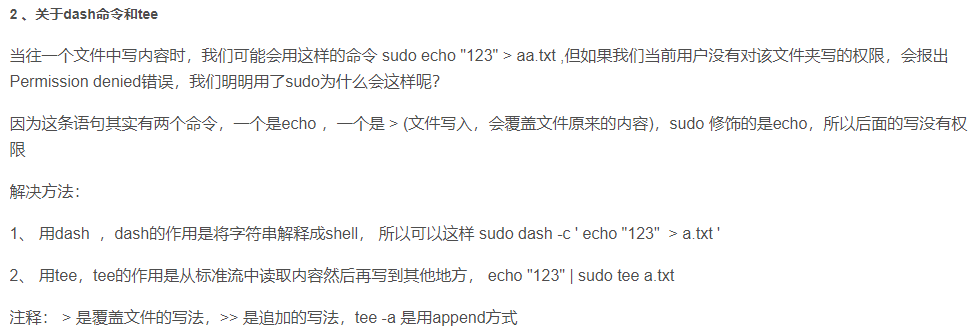 2 、关于dash命令和tee
当往一个文件中写内容时，我们可能会用这样的命令 sudo echo "123" > aa.txt ,但如果我们当前用户没有对该文件夹写的权限，会报出
Permission denied错误，我们明明用了sudo为什么会这样呢？
因为这条语句其实有两个命令，一个是echo ，一个是 > (文件写入，会覆盖文件原来的内容)，sudo 修饰的是echo，所以后面的写没有权
限
解决方法：
1、 用dash ，dash的作用是将字符串解释成shell， 所以可以这样 sudo dash -c ' echo "123"  > a.txt '
2、 用tee，tee的作用是从标准流中读取内容然后再写到其他地方， echo "123" | sudo tee a.txt
注释： > 是覆盖文件的写法，>> 是追加的写法，tee -a 是用append方式